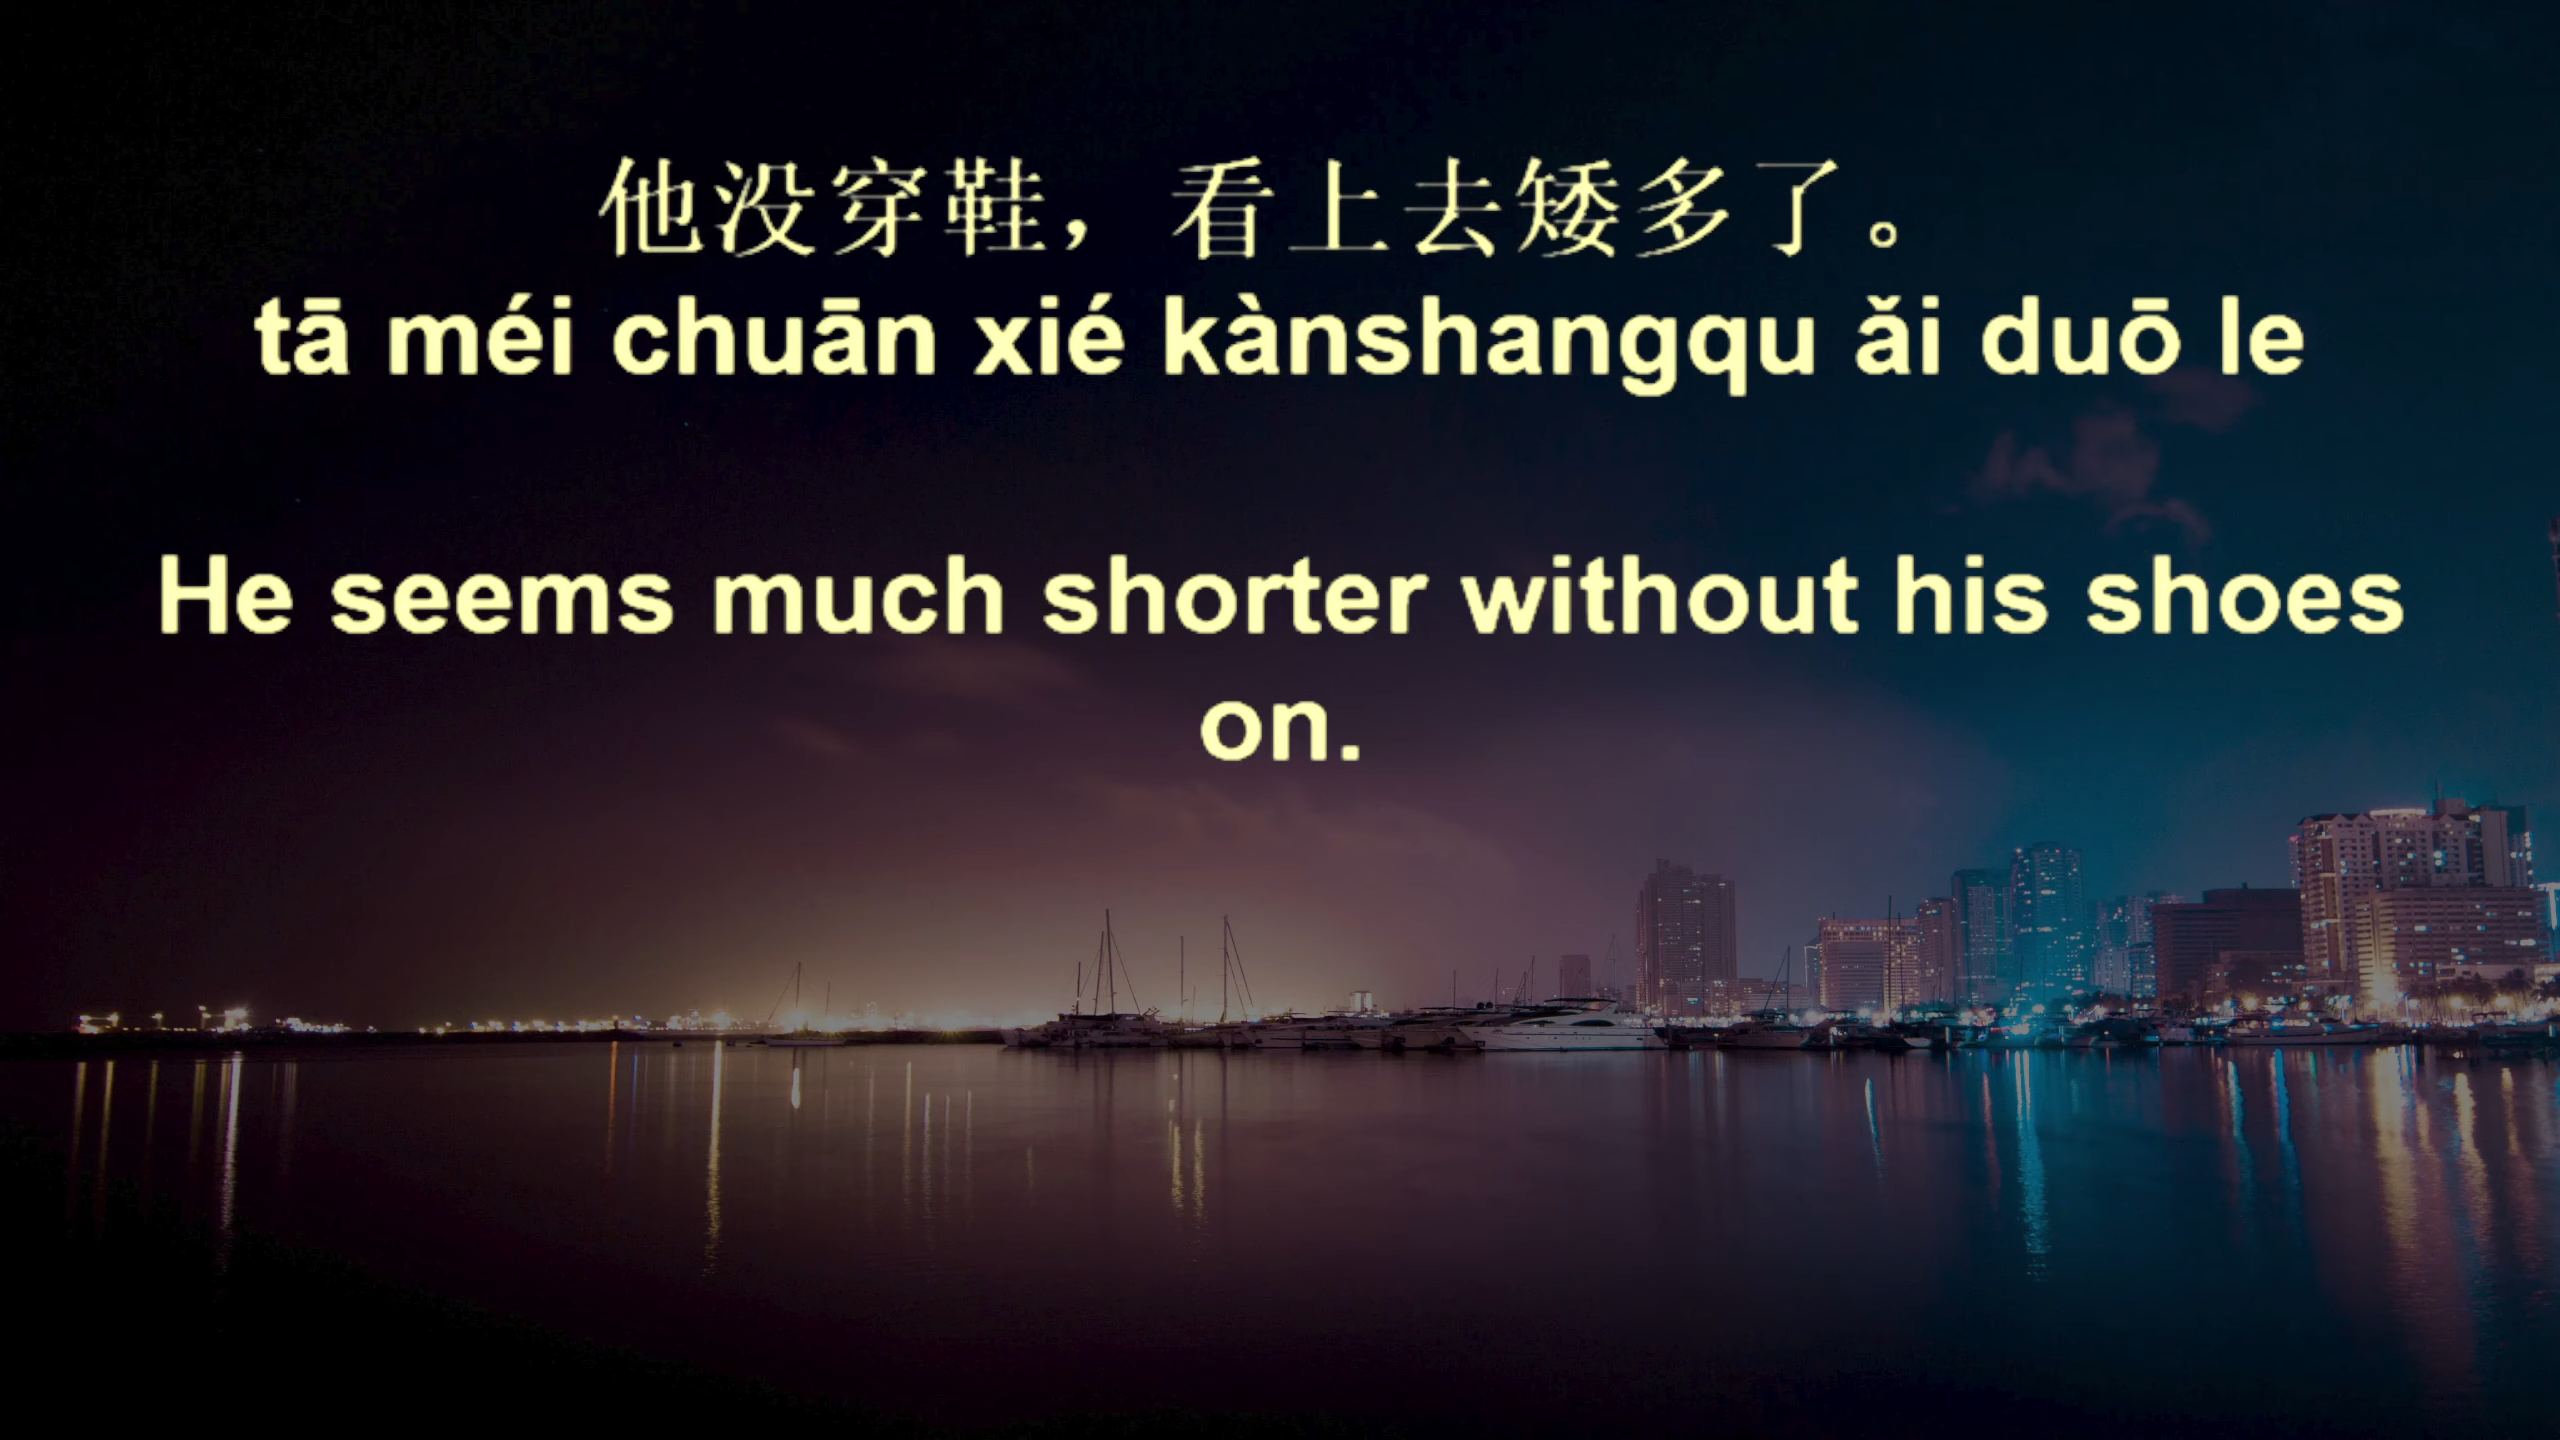 他没穿鞋，看上去矮多了。
tā méi chuān xié kànshangqu ǎi duō le
He seems much shorter without his shoes
on.